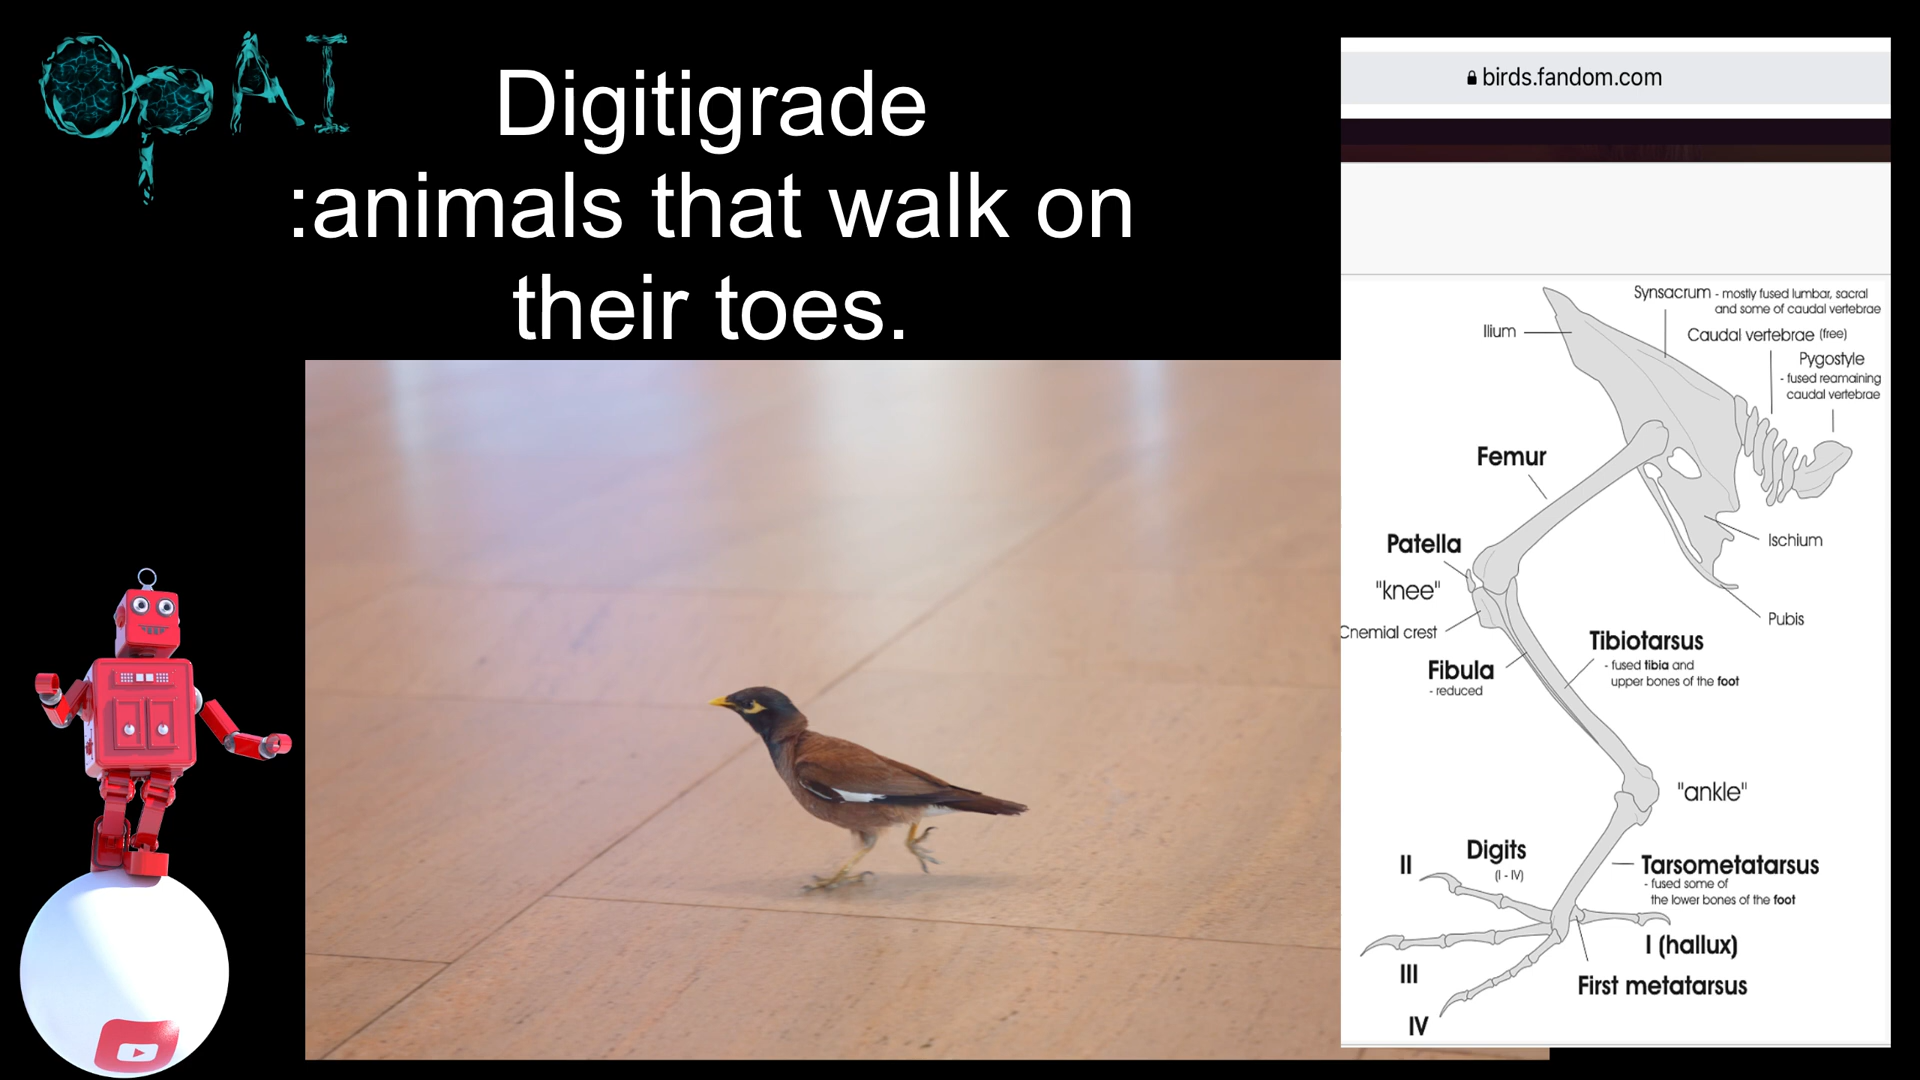 OpAI
Digitigrade
:animals that walk on
their toes.
birds.fandom.com
Synsacrum - mostly fused lumbar, sacral
and some of caudal vertebrae
Ilium
Caudal vertebrae (free)
Pygostyle
- fused reamaining
caudal vertebrae
Femur
Patella
"knee"
Ischium
Cnemial crest
Pubis
Tibiotarsus
- fused tibia and
upper bones of the foot
Fibula
- reduced
"ankle"
Digits
(I - IV)
II
Tarsometatarsus
- fused some of
the lower bones of the foot
I (hallux)
III
First metatarsus
IV